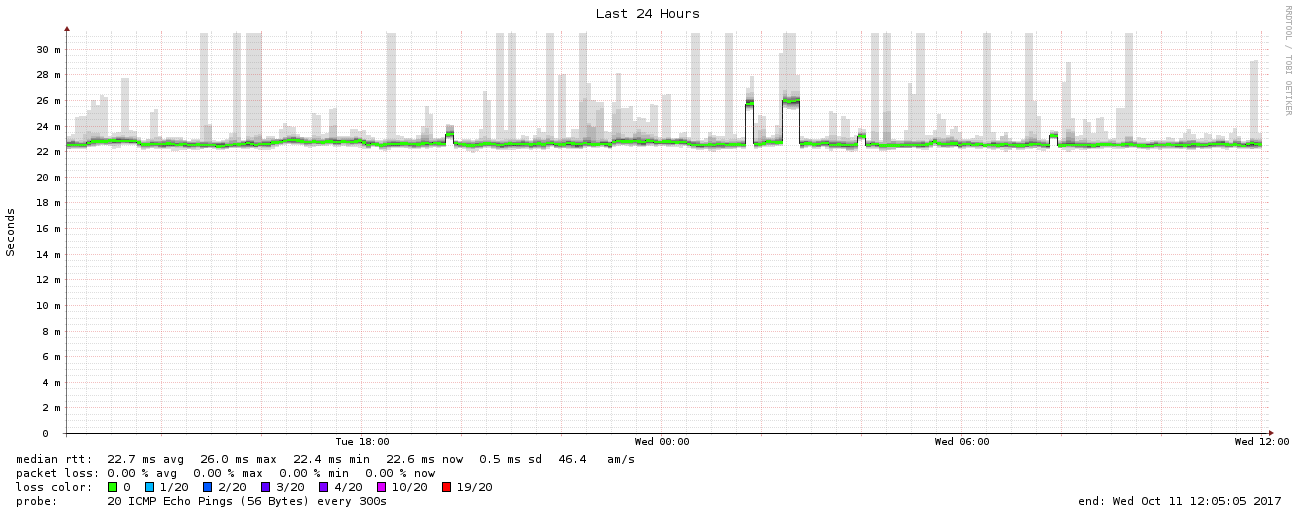 Last 24 Hours
RRDTOOL / TOBI OETIKER
Seconds
30 m
28 m
26 m
24 m
22 m
20 m
18 m
16 m
14 m
12 m
10 m
8 m
6 m
4 m
2 m
0
Tue 18:00 Wed 00:00 Wed 06:00 Wed 12:00
median rtt: 22.7 ms avg 26.0 ms max 22.4 ms min 22.6 ms now 0.5 ms sd 46.4 am/s
packet loss: 0.00 % avg 0.00 % max 0.00 % min 0.00 % now
loss color: 0 1/20 2/20 3/20 4/20 10/20 19/20
probe: 20 ICMP Echo Pings (56 Bytes) every 300s end: Wed Oct 11 12:05:05 2017